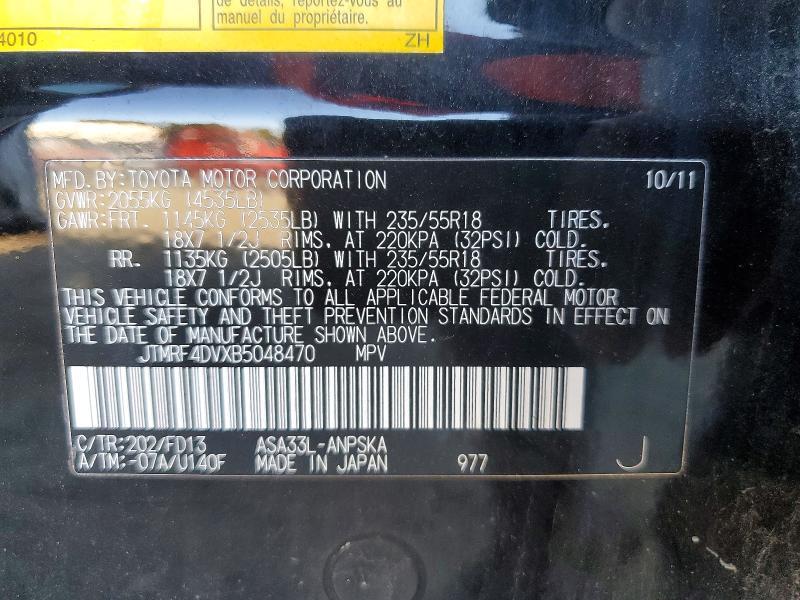 de détails, reportez-vous au
manuel du propriétaire.
4010 ZH
MFD.BY:TOYOTA MOTOR CORPORATION 10/11
GVWR:2055KG (4535LB)
GAWR:FRT. 1145KG (2535LB) WITH 235/55R18 TIRES.
18X7 1/2J RIMS, AT 220KPA (32PSI) COLD.
RR. 1135KG (2505LB) WITH 235/55R18 TIRES.
18X7 1/2J RIMS, AT 220KPA (32PSI) COLD.
THIS VEHICLE CONFORMS TO ALL APPLICABLE FEDERAL MOTOR
VEHICLE SAFETY AND THEFT PREVENTION STANDARDS IN EFFECT ON
THE DATE OF MANUFACTURE SHOWN ABOVE.
JTMRF4DVXB5048470 MPV
C/TR:202/FD13 ASA33L-ANPSKA
A/TM:-07A/U140F MADE IN JAPAN 977 J